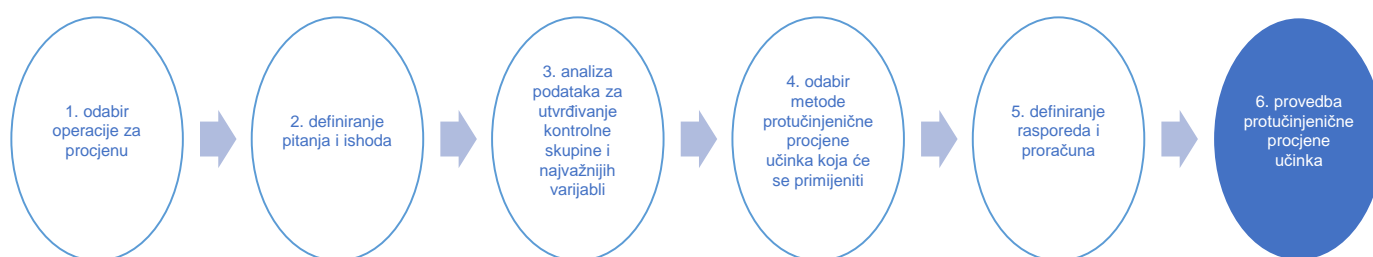 1. odabir
operacije za
procjenu
2. definiranje
pitanja i ishoda
3. analiza
podataka za
utvrđivanje
kontrolne
skupine i
najvažnijih
varijabli
4. odabir
metode
protučinjenične
procjene
učinka koja će
se primijeniti
5. definiranje
rasporeda i
proračuna
6. provedba
protučinjenične
procjene
učinka